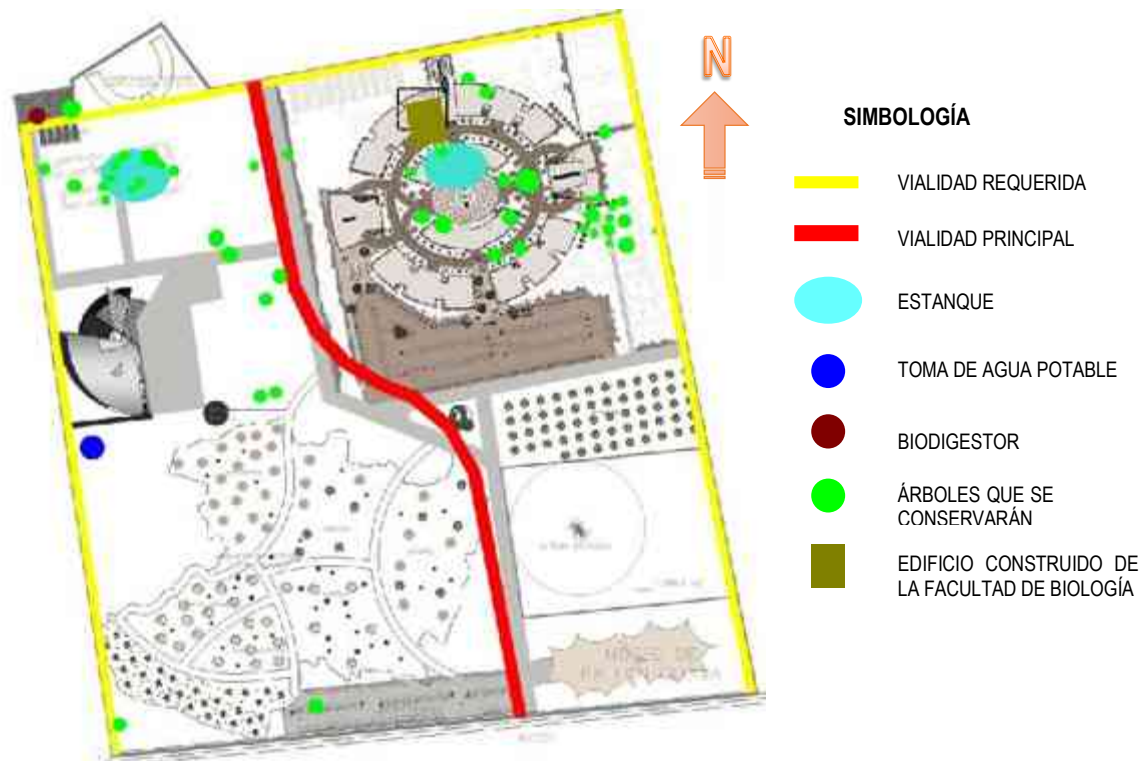 N
SIMBOLOGÍA
VIALIDAD REQUERIDA
VIALIDAD PRINCIPAL
ESTANQUE
TOMA DE AGUA POTABLE
BIODIGESTOR
ÁRBOLES QUE SE
CONSERVARÁN
EDIFICIO CONSTRUIDO DE
LA FACULTAD DE BIOLOGÍA